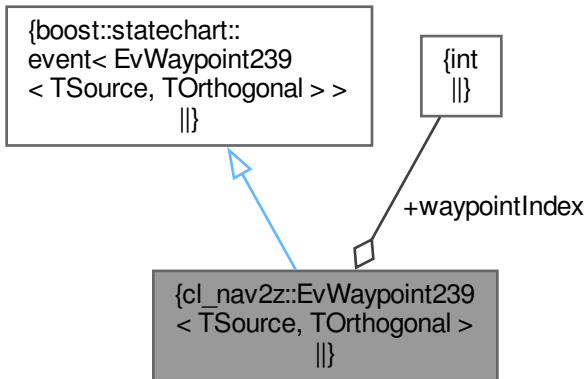 {boost::statechart::
event< EvWaypoint239
< TSource, TOrthogonal > >
||}
{int
||}
+waypointIndex
{cl_nav2z::EvWaypoint239
< TSource, TOrthogonal >
||}